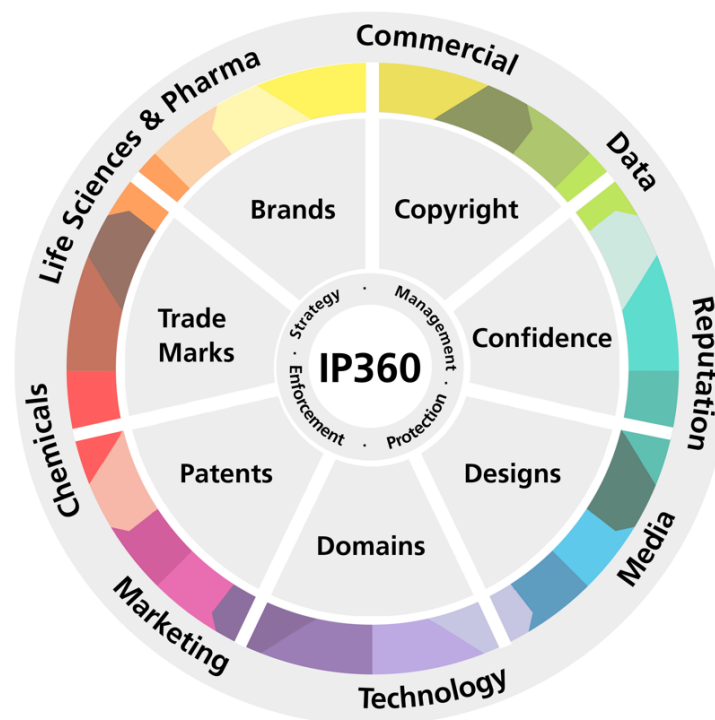 Commercial
Data
Reputation
Media
Technology
Marketing
Chemicals
Life Sciences & Pharma
Brands
Copyright
Confidence
Designs
Domains
Patents
Trade
Marks
Strategy · Management · Protection · Enforcement ·
IP360